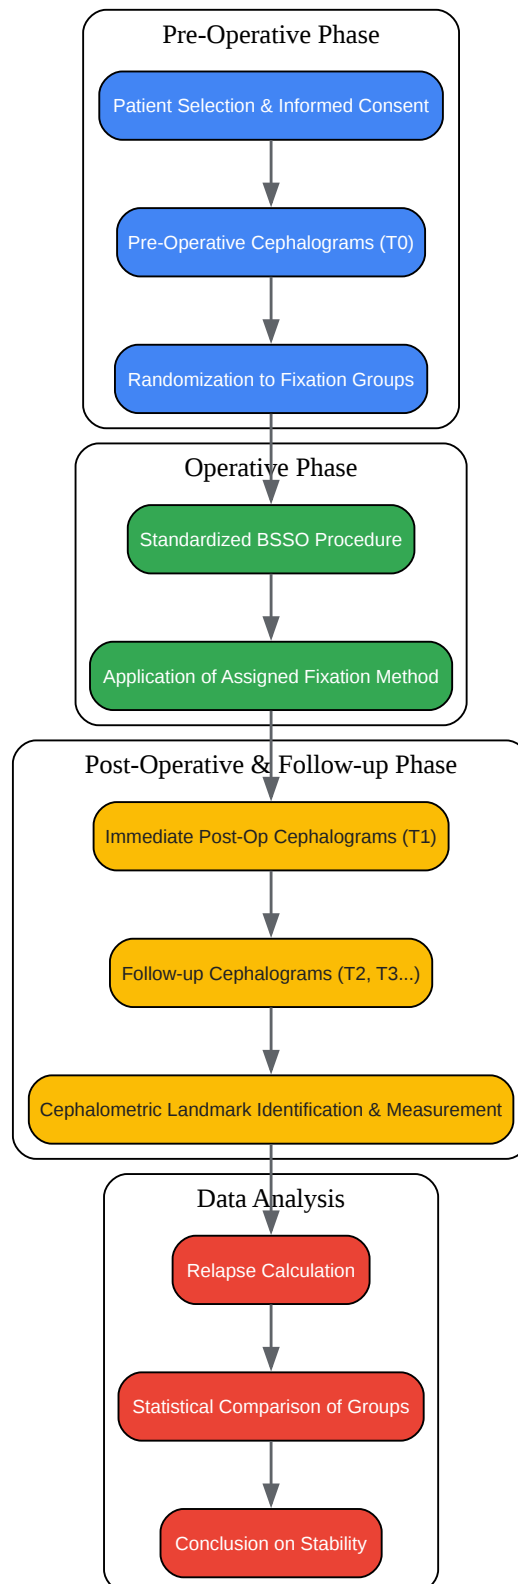 Pre-Operative Phase
Patient Selection & Informed Consent
Pre-Operative Cephalograms (T0)
Randomization to Fixation Groups
Operative Phase
Standardized BSSO Procedure
Application of Assigned Fixation Method
Post-Operative & Follow-up Phase
Immediate Post-Op Cephalograms (T1)
Follow-up Cephalograms (T2, T3...)
Cephalometric Landmark Identification & Measurement
Data Analysis
Relapse Calculation
Statistical Comparison of Groups
Conclusion on Stability